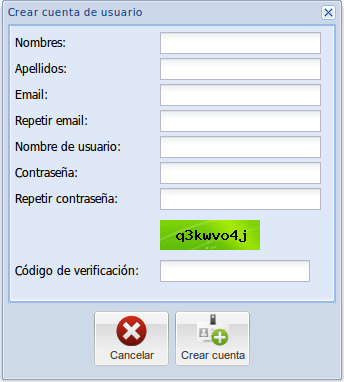 Crear cuenta de usuario
Nombres:
Apellidos:
Email:
Repetir email:
Nombre de usuario:
Contraseña:
Repetir contraseña:
q3kwvo4j
Código de verificación:
Cancelar
Crear cuenta